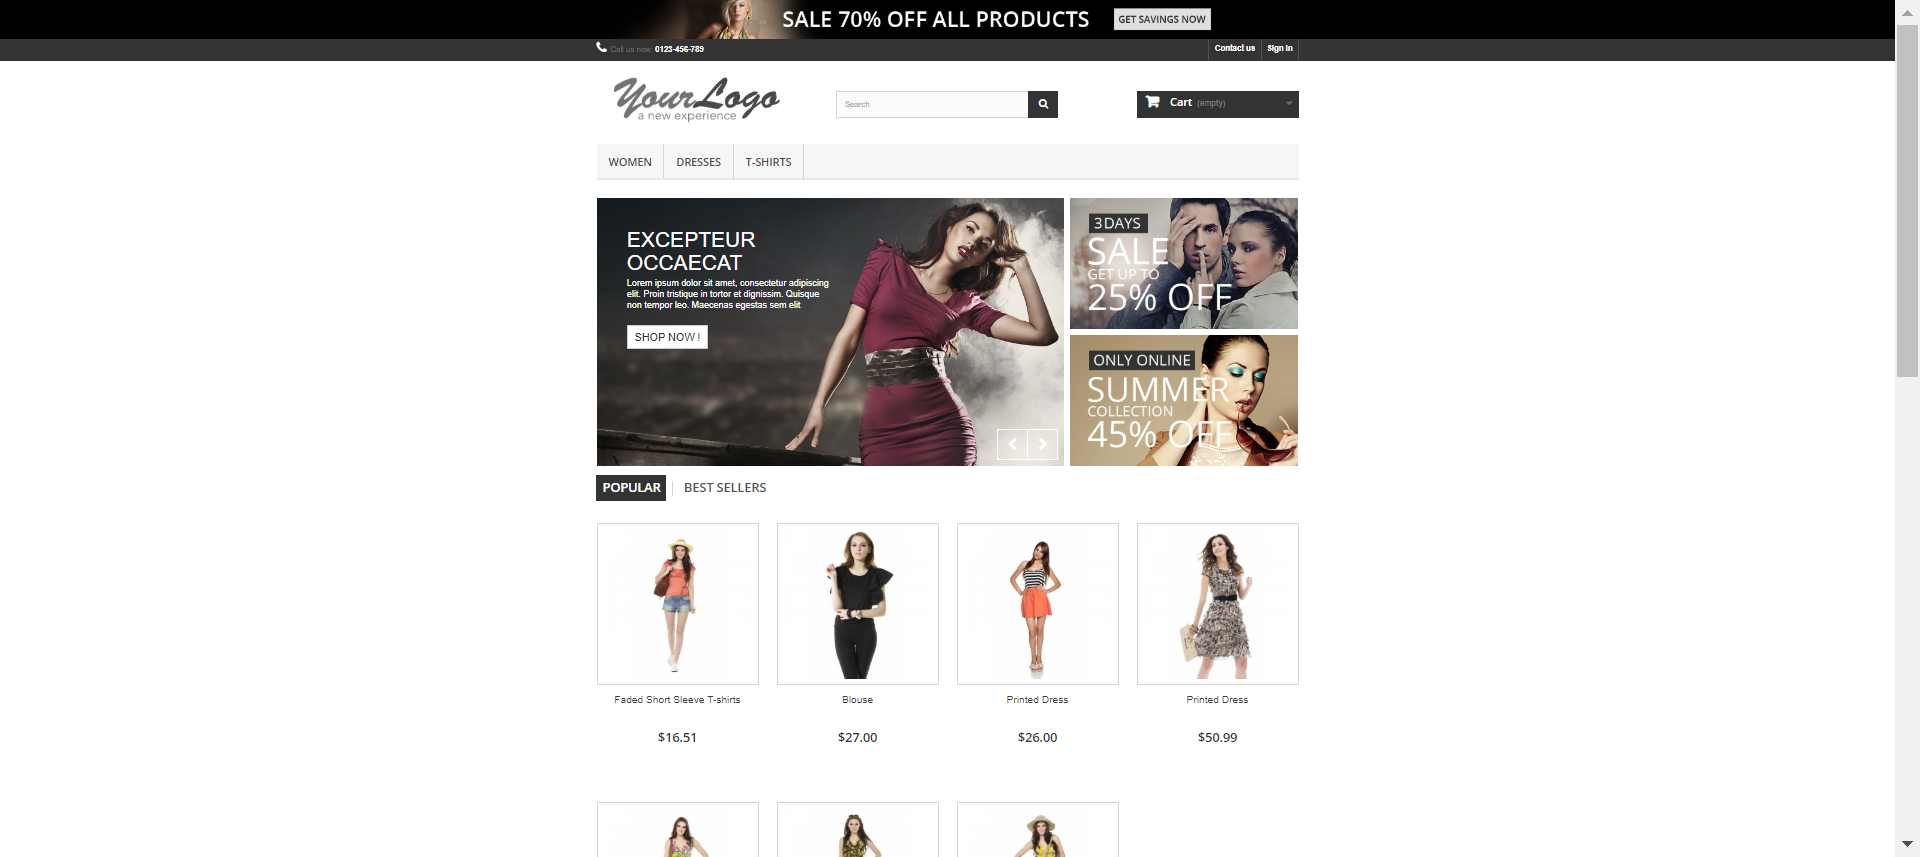 SALE 70% OFF ALL PRODUCTS GET SAVINGS NOW
Call us now: 0123-456-789 Contact us Sign in
YourLogo
a new experience
Search
Cart (empty)
WOMEN DRESSES T-SHIRTS
EXCEPTEUR
OCCAECAT
Lorem ipsum dolor sit amet, consectetur adipiscing
elit. Proin tristique in tortor et dignissim. Quisque
non tempor leo. Maecenas egestas sem elit
SHOP NOW !
3DAYS
SALE
GET UP TO
25% OFF
ONLY ONLINE
SUMMER
COLLECTION
45% OFF
POPULAR BEST SELLERS
Faded Short Sleeve T-shirts Blouse Printed Dress Printed Dress
$16.51 $27.00 $26.00 $50.99